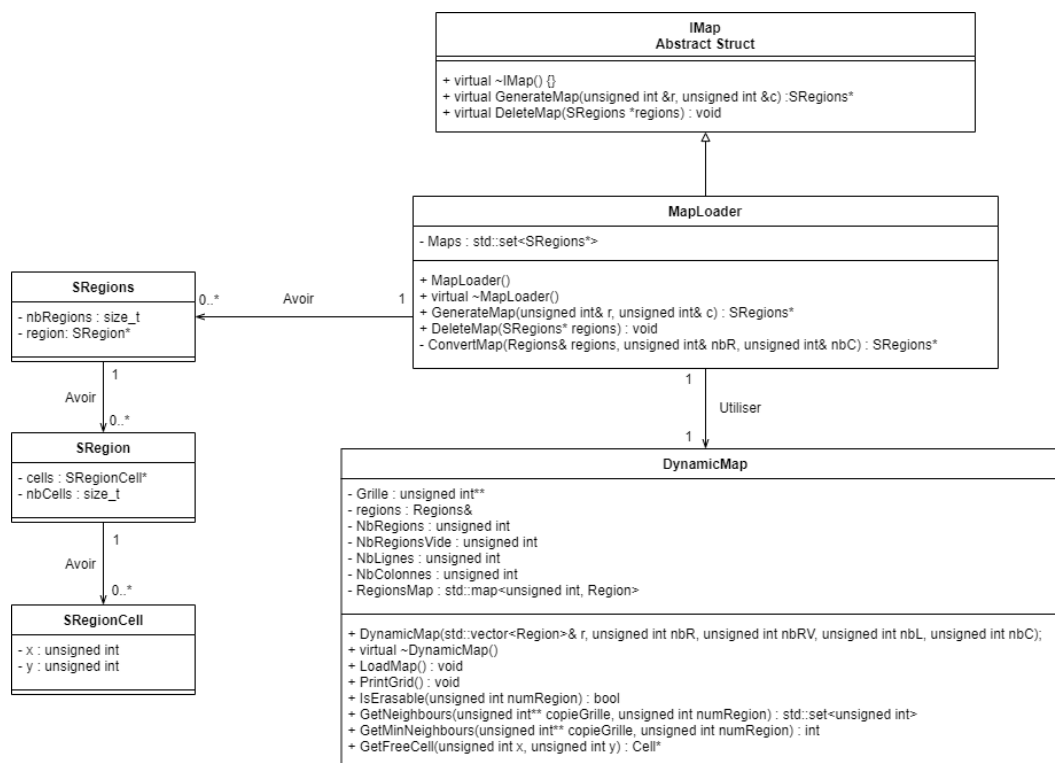 IMap
Abstract Struct
+ virtual ~IMap() {}
+ virtual GenerateMap(unsigned int &r, unsigned int &c) :SRegions*
+ virtual DeleteMap(SRegions *regions) : void
MapLoader
- Maps : std::set<SRegions*>
+ MapLoader()
+ virtual ~MapLoader()
+ GenerateMap(unsigned int& r, unsigned int& c) : SRegions*
+ DeleteMap(SRegions* regions) : void
- ConvertMap(Regions& regions, unsigned int& nbR, unsigned int& nbC) : SRegions*
0..*
Avoir
1
SRegions
- nbRegions : size_t
- region: SRegion*
1
Avoir
0..*
SRegion
- cells : SRegionCell*
- nbCells : size_t
1
Avoir
0..*
SRegionCell
- x : unsigned int
- y : unsigned int
1
Utiliser
1
DynamicMap
- Grille : unsigned int**
- regions : Regions&
- NbRegions : unsigned int
- NbRegionsVide : unsigned int
- NbLignes : unsigned int
- NbColonnes : unsigned int
- RegionsMap : std::map<unsigned int, Region>
+ DynamicMap(std::vector<Region>& r, unsigned int nbR, unsigned int nbRV, unsigned int nbL, unsigned int nbC);
+ virtual ~DynamicMap()
+ LoadMap() : void
+ PrintGrid() : void
+ IsErasable(unsigned int numRegion) : bool
+ GetNeighbours(unsigned int** copieGrille, unsigned int numRegion) : std::set<unsigned int>
+ GetMinNeighbours(unsigned int** copieGrille, unsigned int numRegion) : int
+ GetFreeCell(unsigned int x, unsigned int y) : Cell*